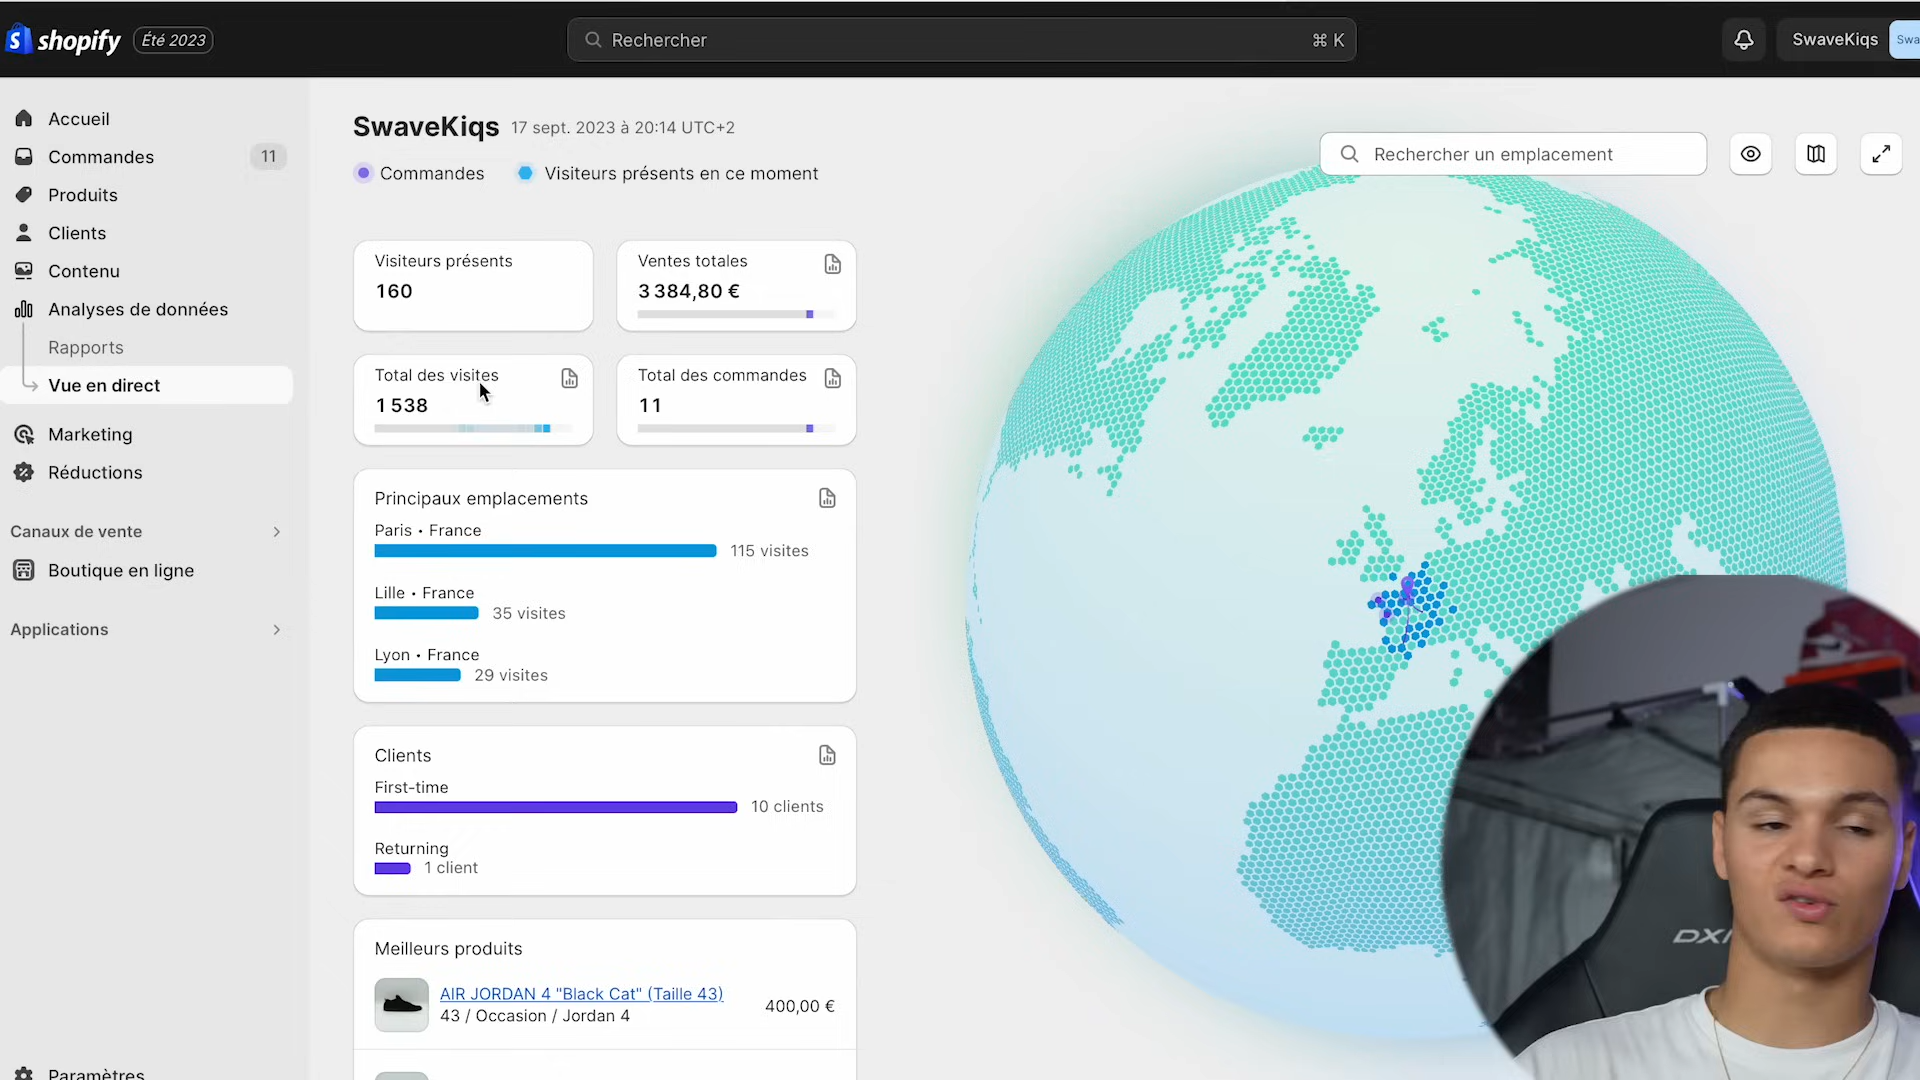 shopify
Été 2023
Rechercher
⌘ K
SwaveKiqs
Swa
Accueil
Commandes
11
Produits
Clients
Contenu
Analyses de données
Rapports
Vue en direct
Marketing
Réductions
Canaux de vente
Boutique en ligne
Applications
Paramètres
SwaveKiqs 17 sept. 2023 à 20:14 UTC+2
Commandes
Visiteurs présents en ce moment
Rechercher un emplacement
Visiteurs présents
160
Ventes totales
3 384,80 €
Total des visites
1 538
Total des commandes
11
Principaux emplacements
Paris • France
115 visites
Lille • France
35 visites
Lyon • France
29 visites
Clients
First-time
10 clients
Returning
1 client
Meilleurs produits
AIR JORDAN 4 "Black Cat" (Taille 43)
43 / Occasion / Jordan 4
400,00 €